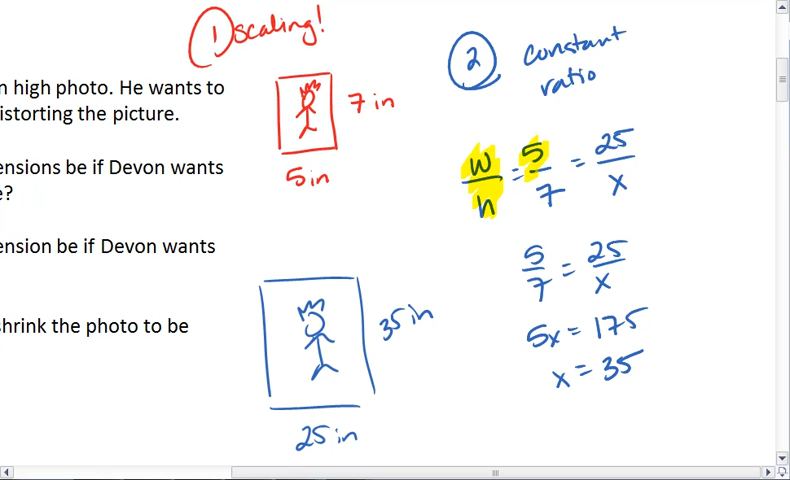 n high photo. He wants to
istorting the picture.
ensions be if Devon wants
e?
ension be if Devon wants
shrink the photo to be
① scaling!
7 in
5 in
35 in
25 in
② constant
ratio
w/h = 5/7 = 25/x
5/7 = 25/x
5x = 175
x = 35